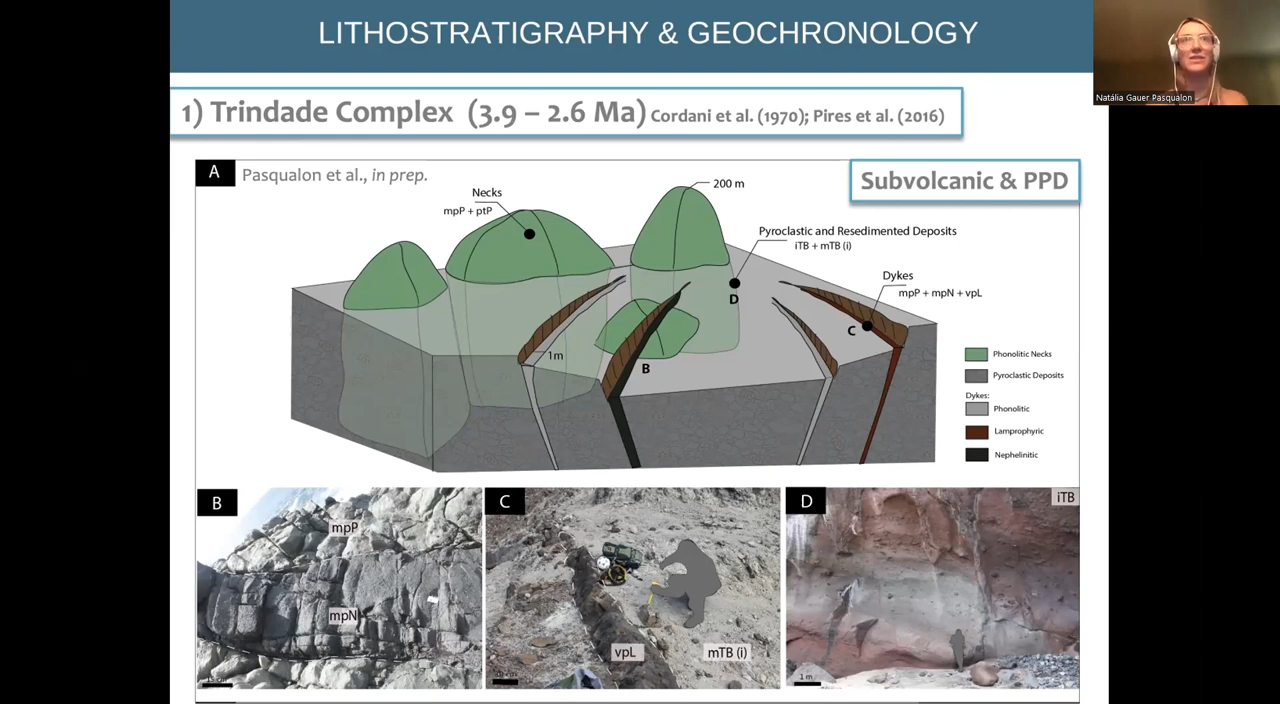 LITHOSTRATIGRAPHY & GEOCHRONOLOGY
Natália Gauer Pasqualon
1) Trindade Complex (3.9 – 2.6 Ma) Cordani et al. (1970); Pires et al. (2016)
A
Pasqualon et al., in prep.
Subvolcanic & PPD
Necks
mpP + ptP
200 m
Pyroclastic and Resedimented Deposits
iTB + mTB (i)
Dykes
mpP + mpN + vpL
D
C
1m
B
Phonolitic Necks
Pyroclastic Deposits
Dykes:
Phonolitic
Lamprophyric
Nephelinitic
B
mpP
mpN
C
vpL
mTB (i)
D
iTB
1 m